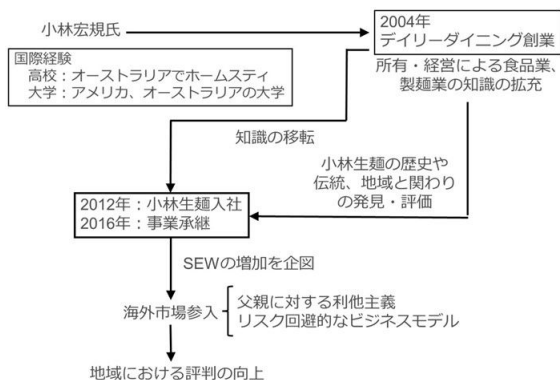 小林宏規氏
2004年
デイリーダイニング創業
国際経験
高校：オーストラリアでホームスティ
大学：アメリカ、オーストラリアの大学
所有・経営による食品業、
製麺業の知識の拡充
知識の移転
小林生麺の歴史や
伝統、地域と関わり
の発見・評価
2012年：小林生麺入社
2016年：事業承継
SEWの増加を企図
海外市場参入
父親に対する利他主義
リスク回避的なビジネスモデル
地域における評判の向上